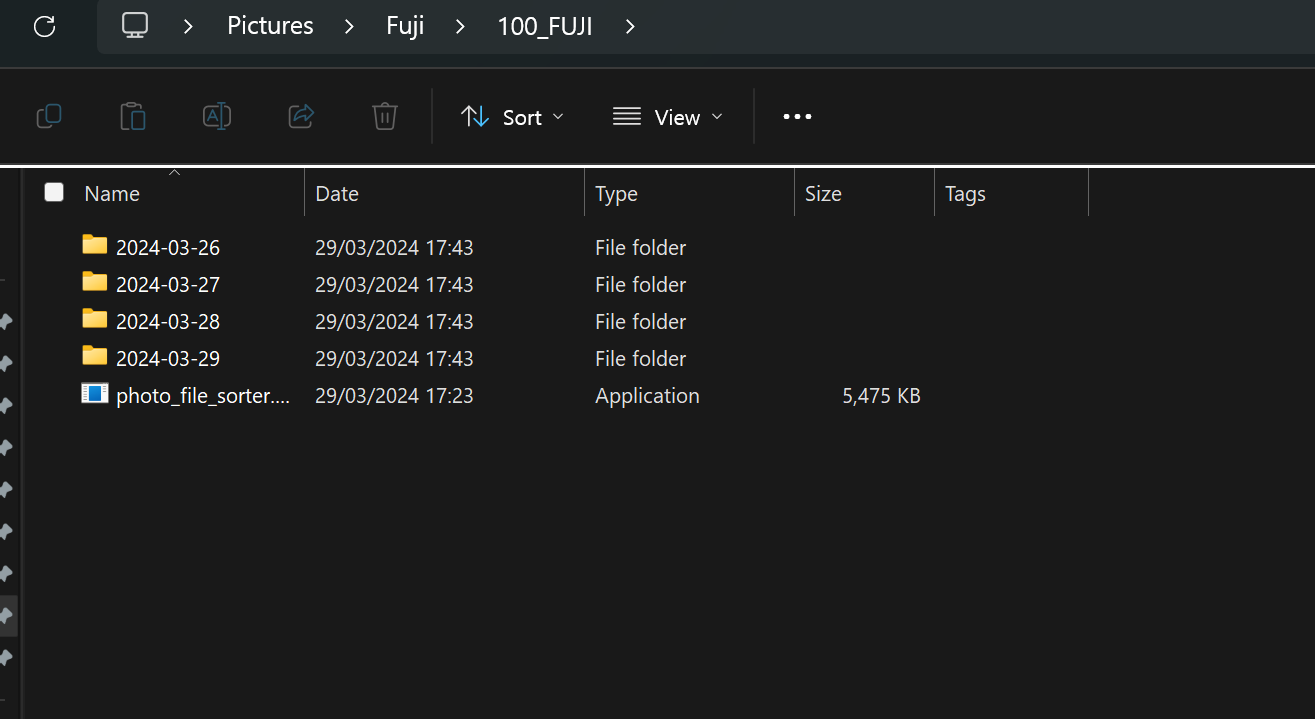 Pictures Fuji 100_FUJI
Sort View
Name Date Type Size Tags
2024-03-26 29/03/2024 17:43 File folder
2024-03-27 29/03/2024 17:43 File folder
2024-03-28 29/03/2024 17:43 File folder
2024-03-29 29/03/2024 17:43 File folder
photo_file_sorter.... 29/03/2024 17:23 Application 5,475 KB